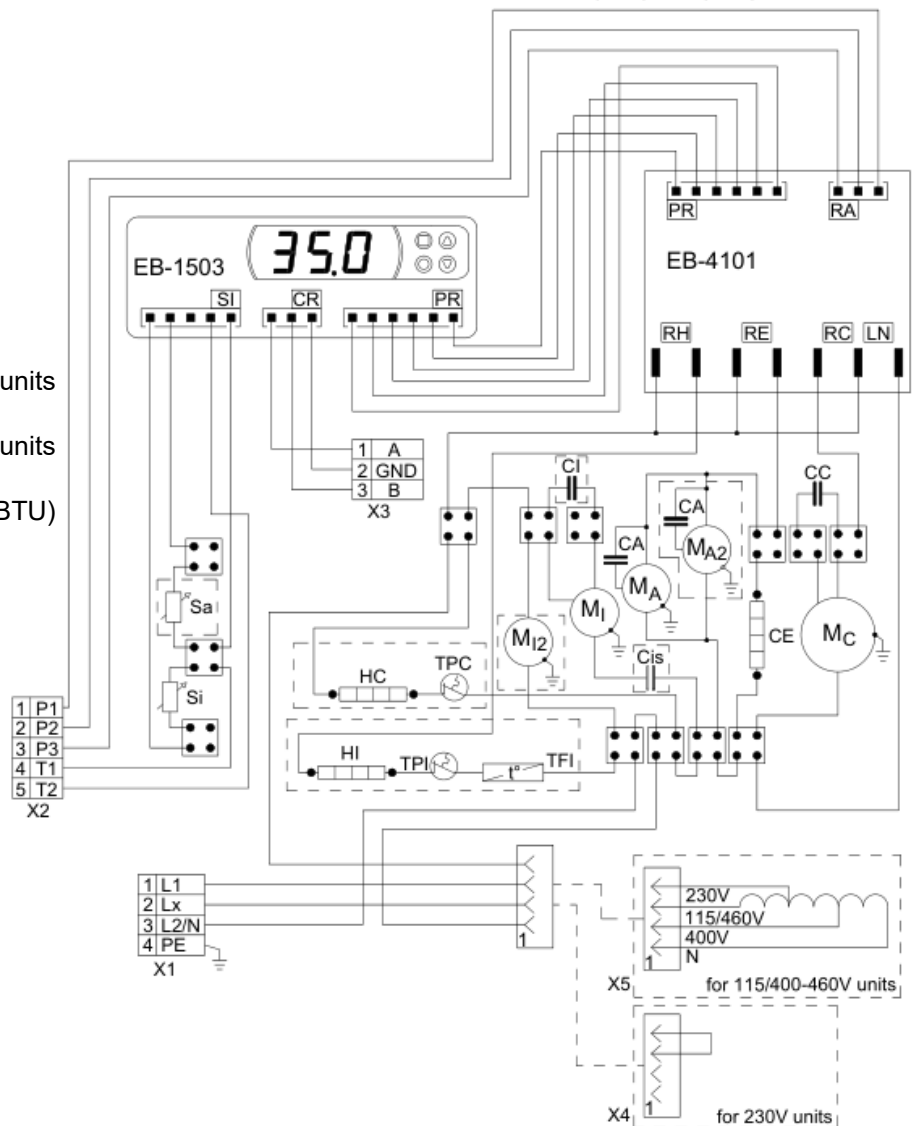 PR
RA
EB-4101
35.0
EB-1503
SI
CR
PR
RH
RE
RC
LN
units
units
BTU)
1 A
2 GND
3 B
X3
CI
CC
CA
CA
MA2
MA
MI
MI2
Cis
CE
MC
Sa
Si
HC
TPC
HI
TPI
t°
TFI
1 P1
2 P2
3 P3
4 T1
5 T2
X2
1 L1
2 Lx
3 L2/N
4 PE
X1
1
230V
115/460V
400V
N
1
X5
for 115/400-460V units
1
X4
for 230V units